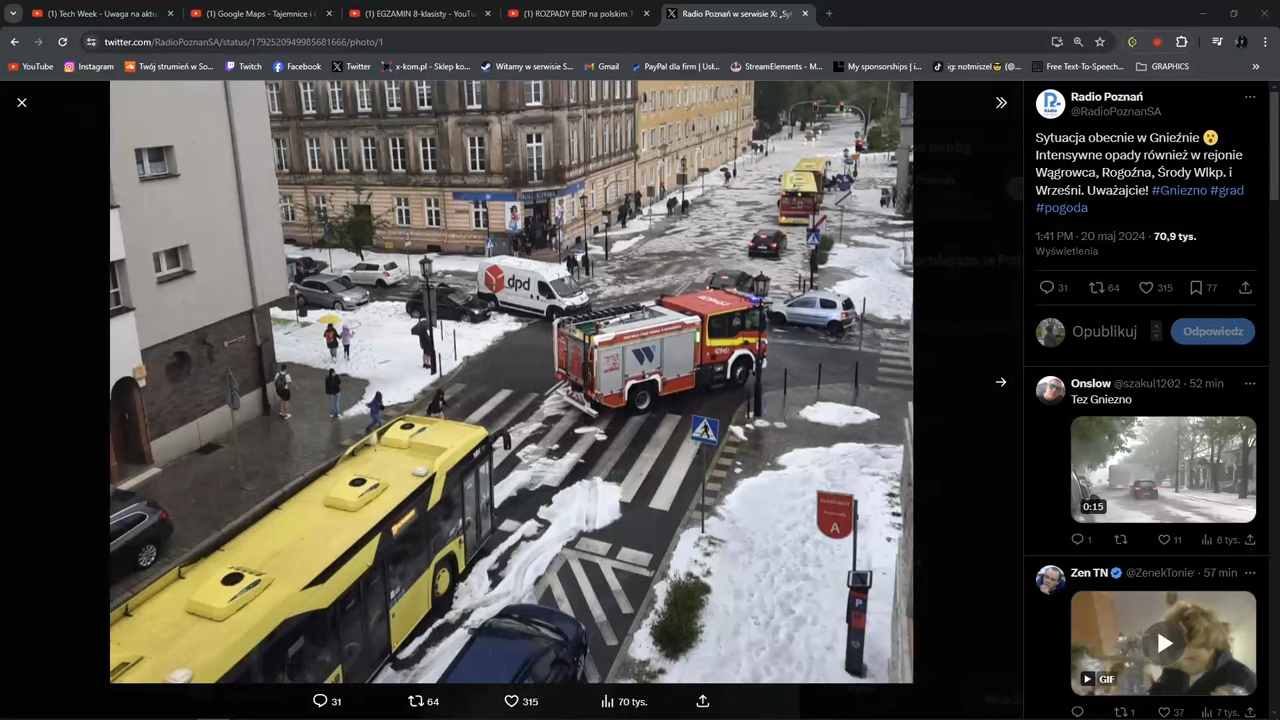 (1) Tech Week - Uwaga na aktu
(1) Google Maps - Tajemnice i
(1) EGZAMIN 8-klasisty - YouTu
(1) ROZPADY EKIP na polskim
Radio Poznań w serwisie X: „Syt
twitter.com/RadioPoznanSA/status/1792520949985681666/photo/1
YouTube
Instagram
Twój strumień w So...
Twitch
Facebook
Twitter
x-kom.pl - Sklep ko...
Witamy w serwisie S...
Gmail
PayPal dla firm | Usł...
StreamElements - M...
My sponsorships | i...
ig: notmiszel😎 (@...
Free Text-To-Speech...
GRAPHICS
Radio Poznań
@RadioPoznanSA
Sytuacja obecnie w Gnieźnie 😯
Intensywne opady również w rejonie
Wągrowca, Rogoźna, Środy Wlkp. i
Wrześni. Uważajcie! #Gniezno #grad
#pogoda
1:41 PM · 20 maj 2024 · 70,9 tys.
Wyświetlenia
31 64 315 77
Opublikuj
Odpowiedz
Onslow @szakul1202 · 52 min
Tez Gniezno
0:15
1 11 6 tys.
Zen TN @ZenekTonie · 57 min
GIF
1 37 7 tys.
dpd
A
P
31 64 315 70 tys.